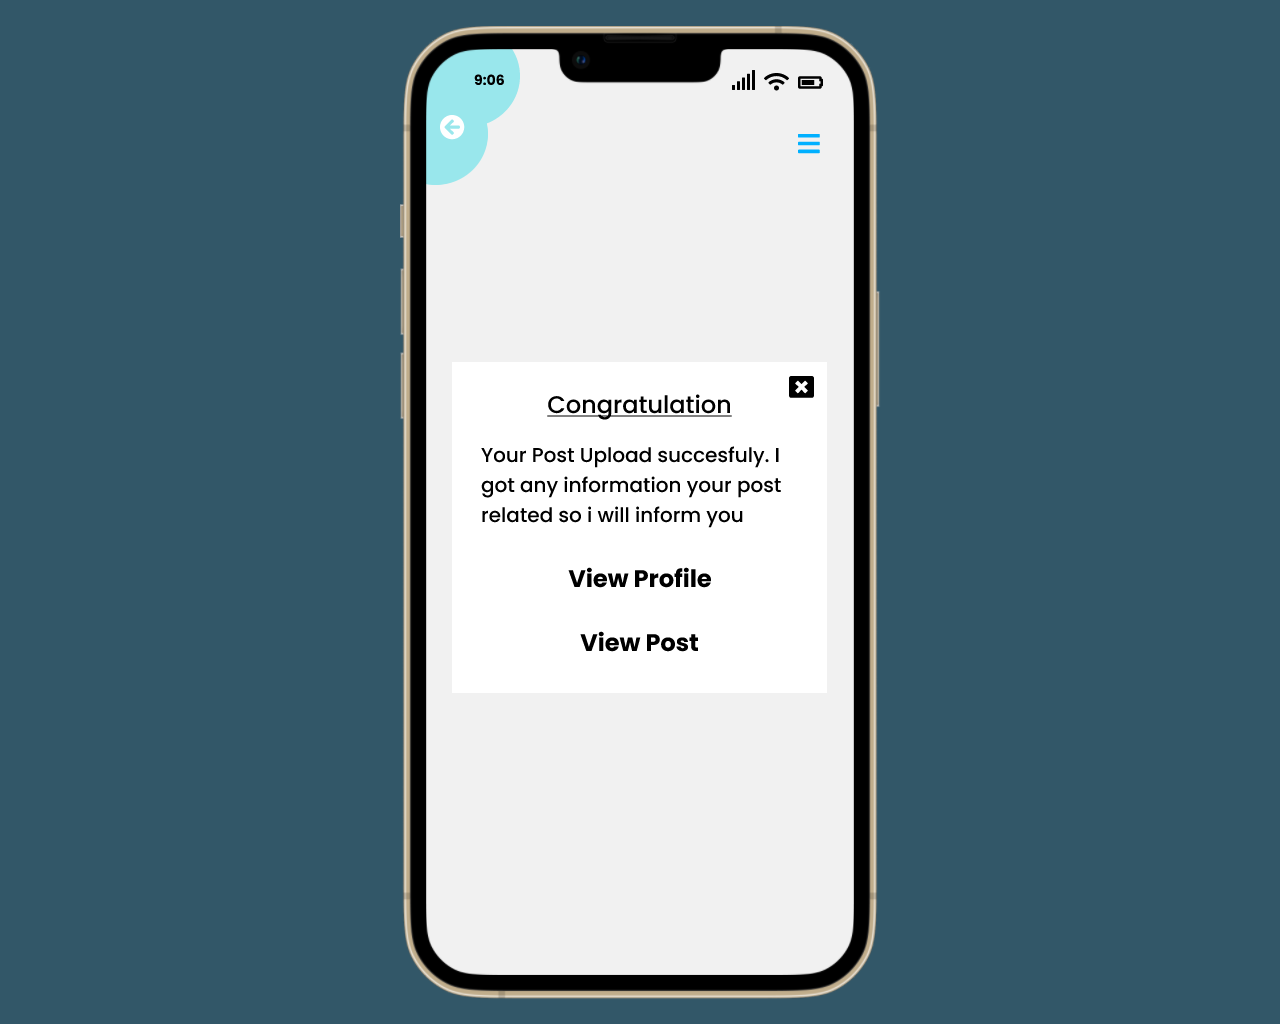 9:06
Congratulation
Your Post Upload succesfuly. I
got any information your post
related so i will inform you
View Profile
View Post